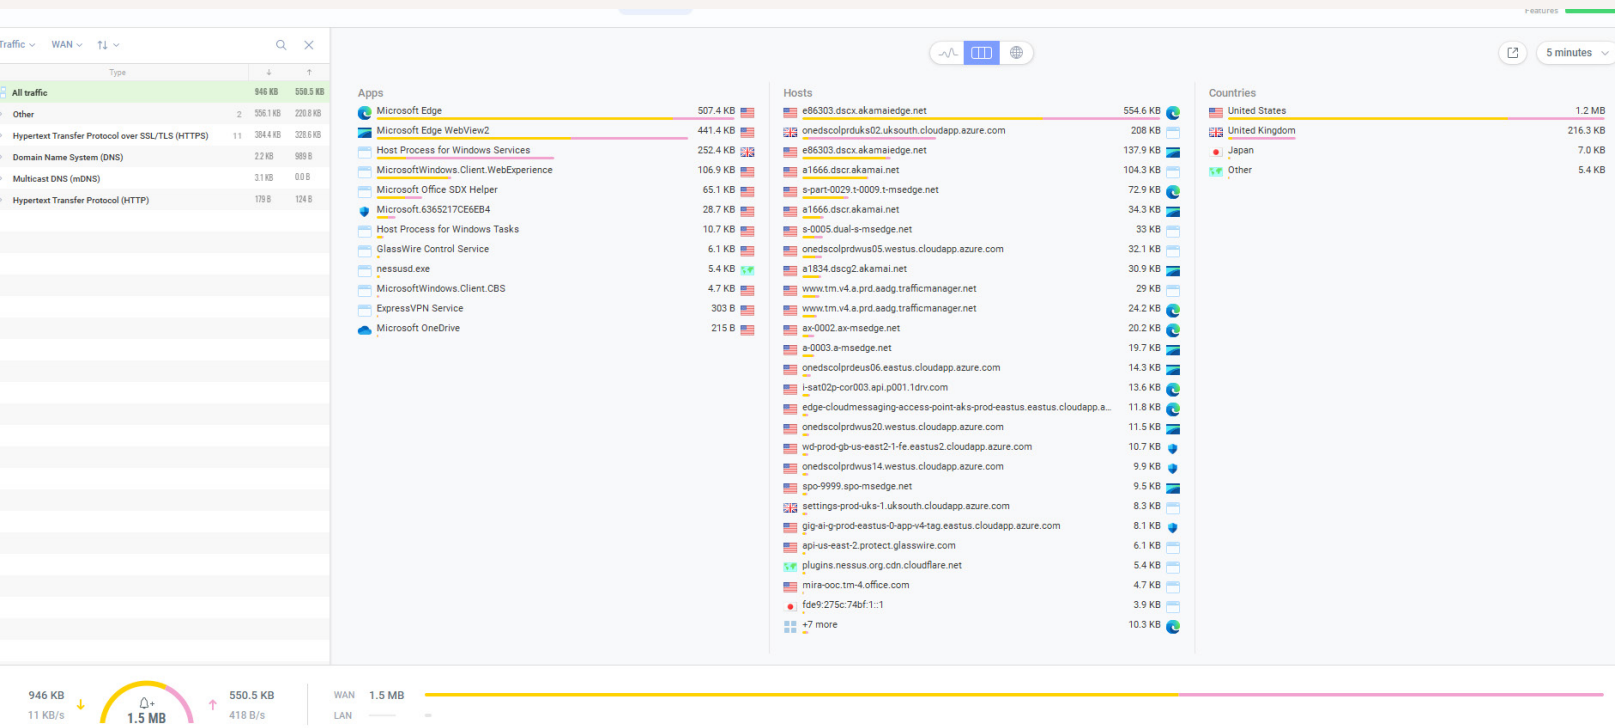 Features
Traffic WAN
5 minutes
Type ↓ ↑
All traffic 946 KB 550.5 KB
Other 2 556.1 KB 220.8 KB
Hypertext Transfer Protocol over SSL/TLS (HTTPS) 11 384.4 KB 328.6 KB
Domain Name System (DNS) 2.2 KB 989 B
Multicast DNS (mDNS) 3.1 KB 0.0 B
Hypertext Transfer Protocol (HTTP) 179 B 124 B
Apps
Microsoft Edge 507.4 KB
Microsoft Edge WebView2 441.4 KB
Host Process for Windows Services 252.4 KB
MicrosoftWindows.Client.WebExperience 106.9 KB
Microsoft Office SDX Helper 65.1 KB
Microsoft.6365217CE6EB4 28.7 KB
Host Process for Windows Tasks 10.7 KB
GlassWire Control Service 6.1 KB
nessusd.exe 5.4 KB
MicrosoftWindows.Client.CBS 4.7 KB
ExpressVPN Service 303 B
Microsoft OneDrive 215 B
Hosts
e86303.dscx.akamaiedge.net 554.6 KB
onedscolprduks02.uksouth.cloudapp.azure.com 208 KB
e86303.dscx.akamaiedge.net 137.9 KB
a1666.dscr.akamai.net 104.3 KB
s-part-0029.t-0009.t-msedge.net 72.9 KB
a1666.dscr.akamai.net 34.3 KB
s-0005.dual-s-msedge.net 33 KB
onedscolprdwus05.westus.cloudapp.azure.com 32.1 KB
a1834.dscg2.akamai.net 30.9 KB
www.tm.v4.a.prd.aadg.trafficmanager.net 29 KB
www.tm.v4.a.prd.aadg.trafficmanager.net 24.2 KB
ax-0002.ax-msedge.net 20.2 KB
a-0003.a-msedge.net 19.7 KB
onedscolprdeus06.eastus.cloudapp.azure.com 14.3 KB
i-sat02p-cor003.api.p001.1drv.com 13.6 KB
edge-cloudmessaging-access-point-aks-prod-eastus.eastus.cloudapp.a... 11.8 KB
onedscolprdwus20.westus.cloudapp.azure.com 11.5 KB
wd-prod-gb-us-east2-1-fe.eastus2.cloudapp.azure.com 10.7 KB
onedscolprdwus14.westus.cloudapp.azure.com 9.9 KB
spo-9999.spo-msedge.net 9.5 KB
settings-prod-uks-1.uksouth.cloudapp.azure.com 8.3 KB
gig-ai-g-prod-eastus-0-app-v4-tag.eastus.cloudapp.azure.com 8.1 KB
api-us-east-2.protect.glasswire.com 6.1 KB
plugins.nessus.org.cdn.cloudflare.net 5.4 KB
mira-ooc.tm-4.office.com 4.7 KB
fde9:275c:74bf:1::1 3.9 KB
+7 more 10.3 KB
Countries
United States 1.2 MB
United Kingdom 216.3 KB
Japan 7.0 KB
Other 5.4 KB
946 KB ↓ 1.5 MB ↑ 550.5 KB
11 KB/s 418 B/s
WAN 1.5 MB
LAN